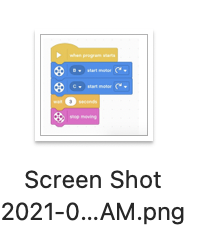 when program starts
B start motor
C start motor
wait 3 seconds
stop moving
Screen Shot
2021-0...AM.png